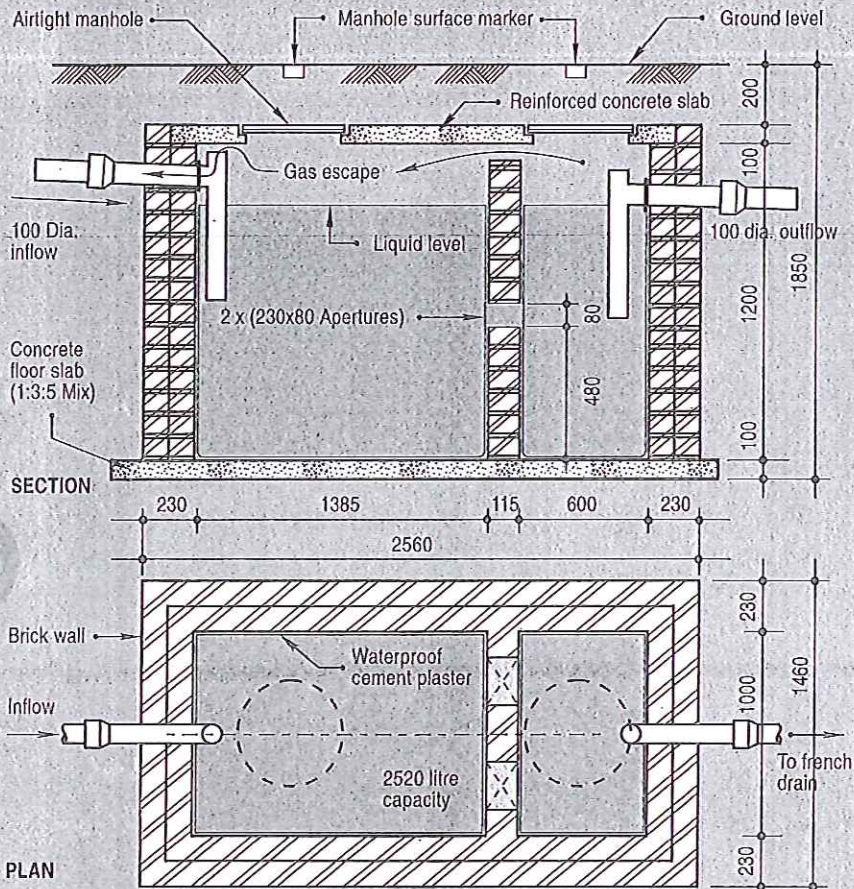 Airtight manhole
Manhole surface marker
Ground level
Reinforced concrete slab
Gas escape
100 Dia.
inflow
Liquid level
100 dia. outflow
2 x (230x80 Apertures)
Concrete
floor slab
(1:3:5 Mix)
200
100
1200
100
1850
80
480
SECTION
230
1385
115
600
230
2560
Brick wall
Waterproof
cement plaster
Inflow
2520 litre
capacity
To french
drain
230
1000
230
1460
PLAN